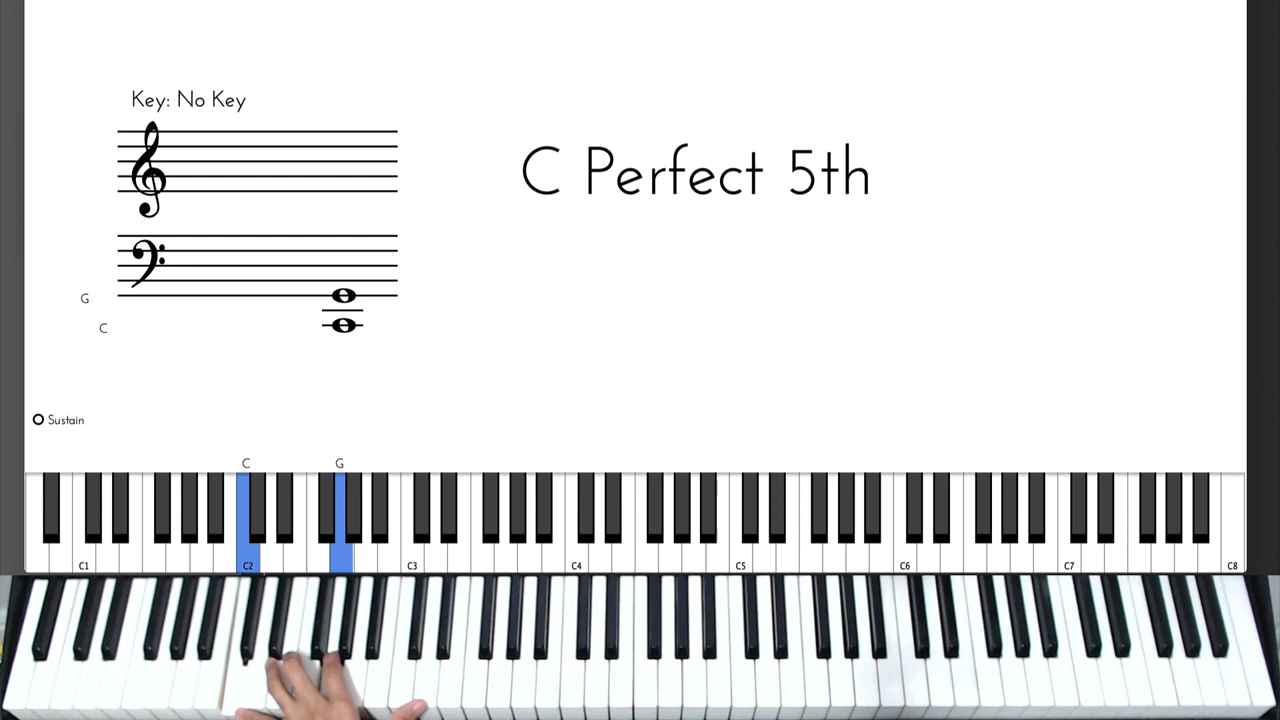 Key: No Key
C Perfect 5th
G
C
Sustain
C G
C1 C2 C3 C4 C5 C6 C7 C8